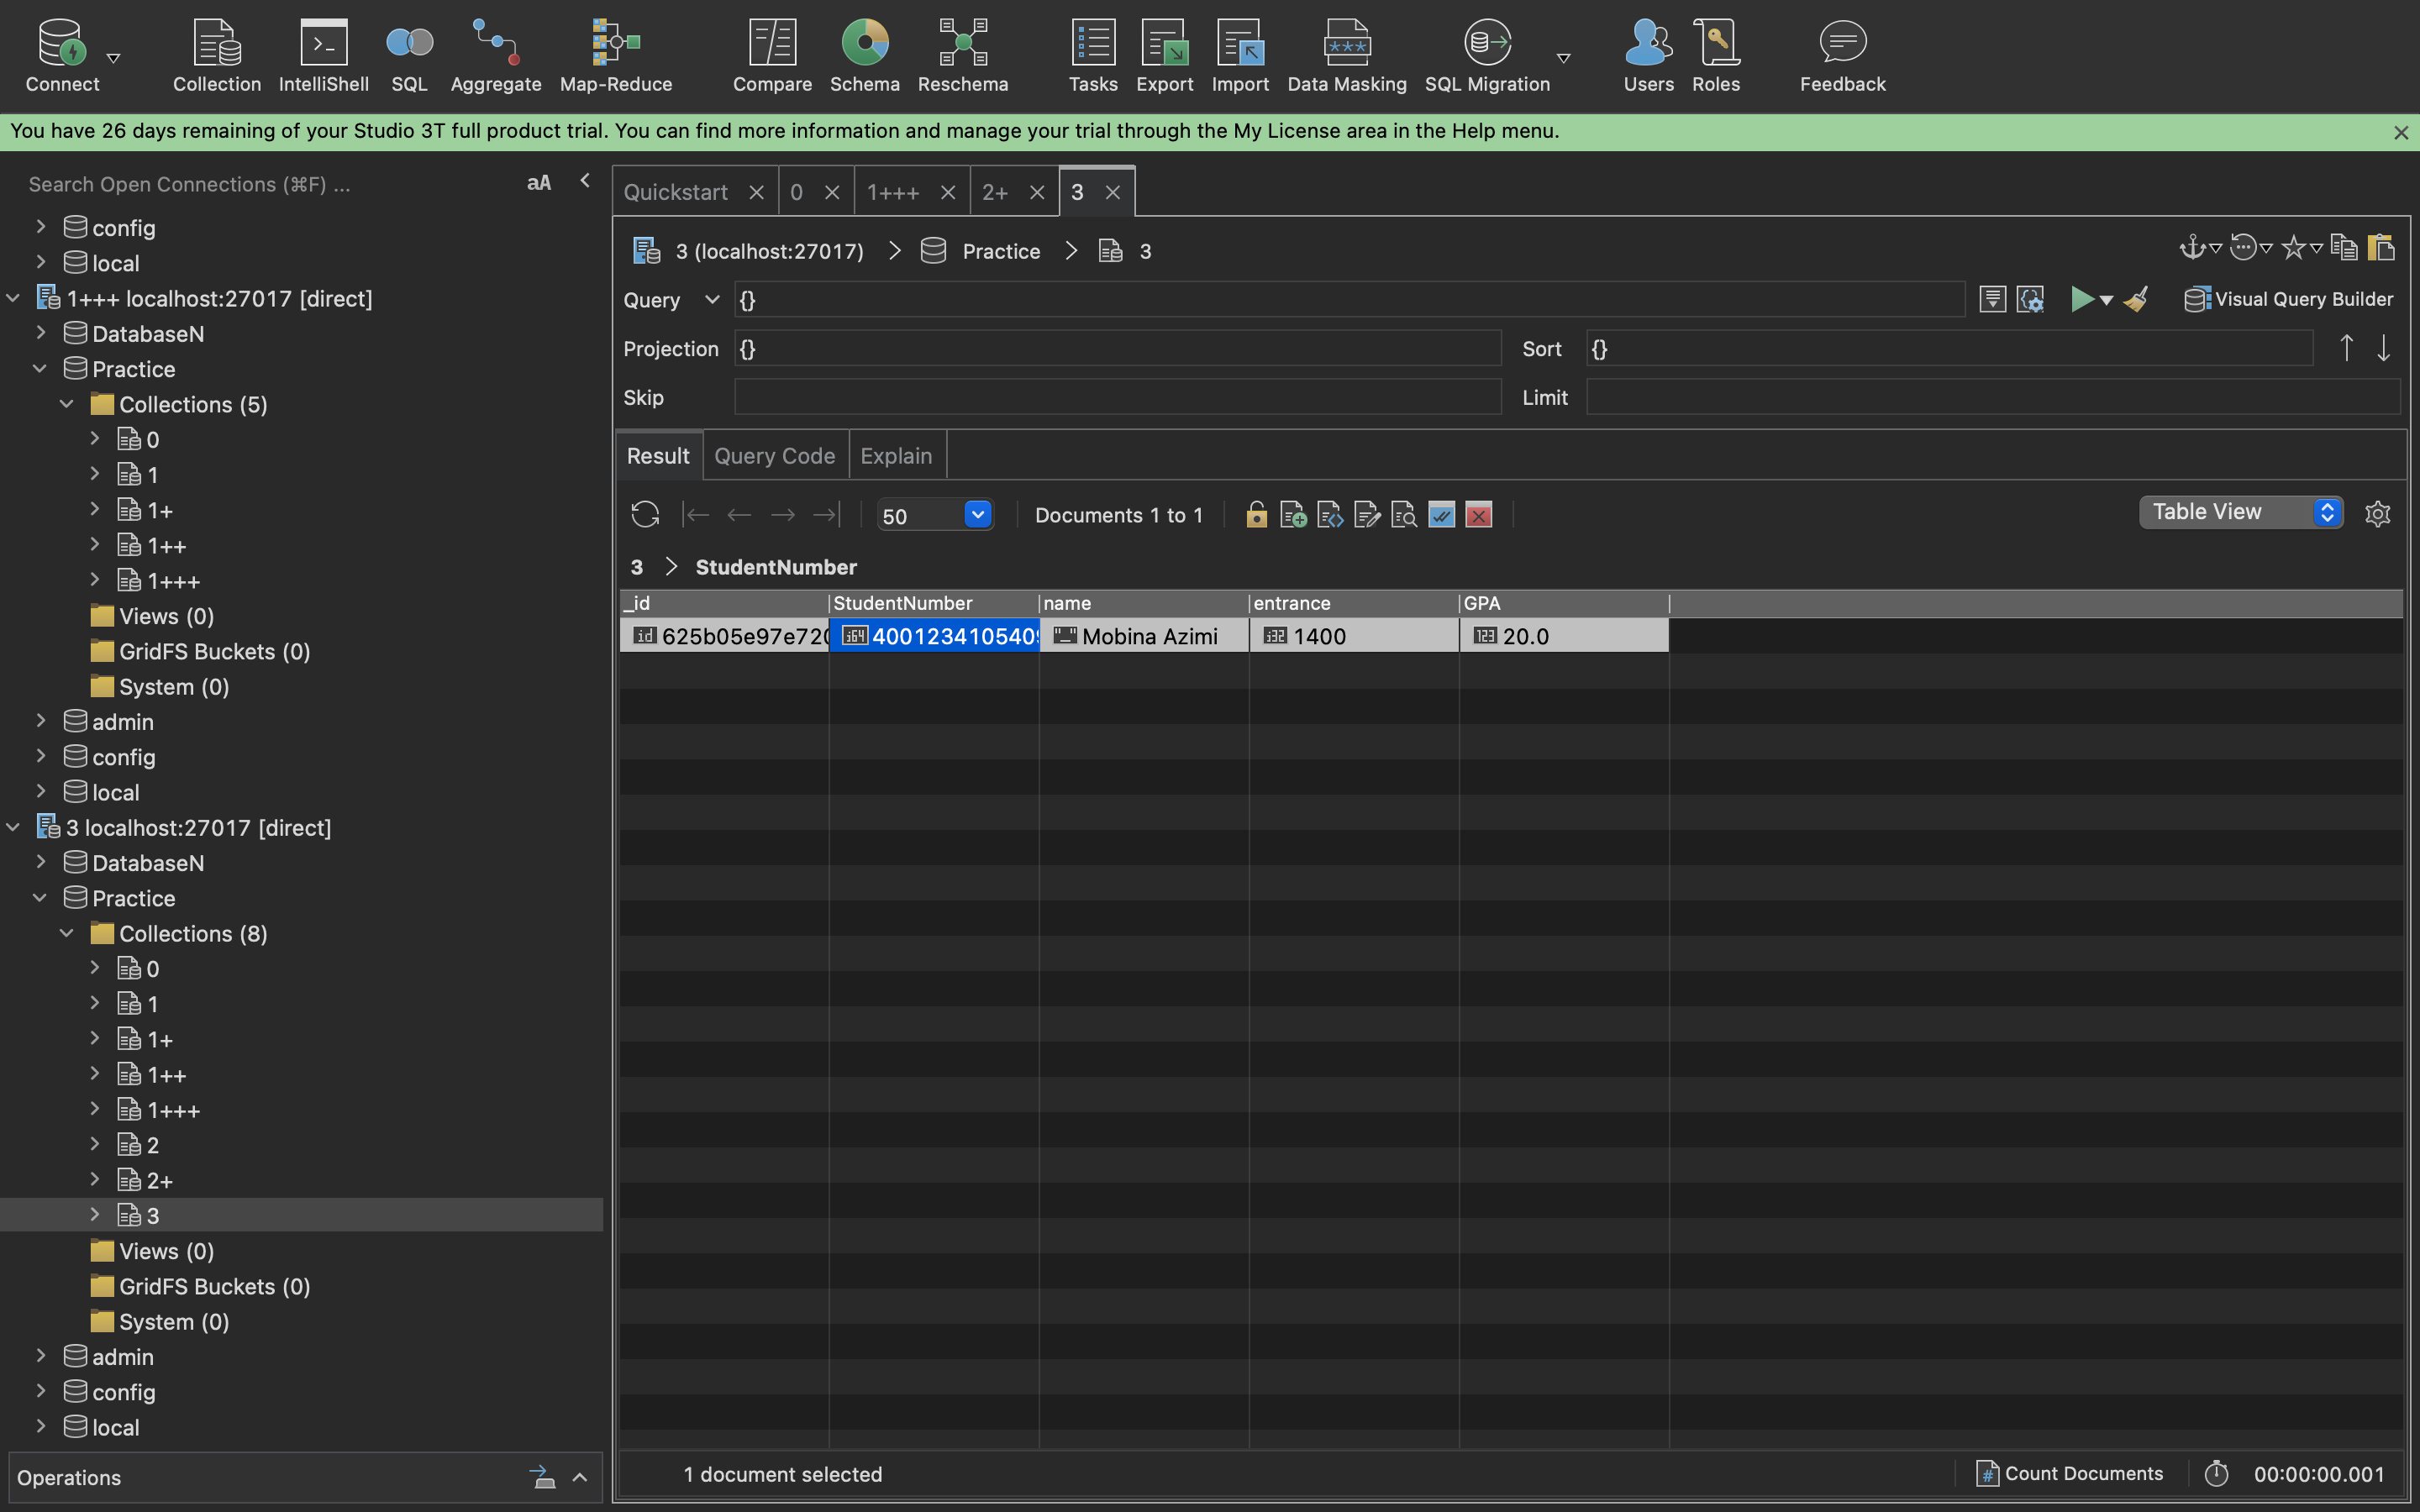 Connect Collection IntelliShell SQL Aggregate Map-Reduce Compare Schema Reschema Tasks Export Import Data Masking SQL Migration Users Roles Feedback
You have 26 days remaining of your Studio 3T full product trial. You can find more information and manage your trial through the My License area in the Help menu.
Search Open Connections (⌘F) ... aA
config
local
1+++ localhost:27017 [direct]
DatabaseN
Practice
Collections (5)
0
1
1+
1++
1+++
Views (0)
GridFS Buckets (0)
System (0)
admin
config
local
3 localhost:27017 [direct]
DatabaseN
Practice
Collections (8)
0
1
1+
1++
1+++
2
2+
3
Views (0)
GridFS Buckets (0)
System (0)
admin
config
local
Operations
Quickstart 0 1+++ 2+ 3
3 (localhost:27017) Practice 3
Query {} Visual Query Builder
Projection {} Sort {}
Skip Limit
Result Query Code Explain
50 Documents 1 to 1 Table View
3 StudentNumber
_id StudentNumber name entrance GPA
id 625b05e97e720 i64 400123410540 "_" Mobina Azimi i32 1400 123 20.0
1 document selected Count Documents 00:00:00.001